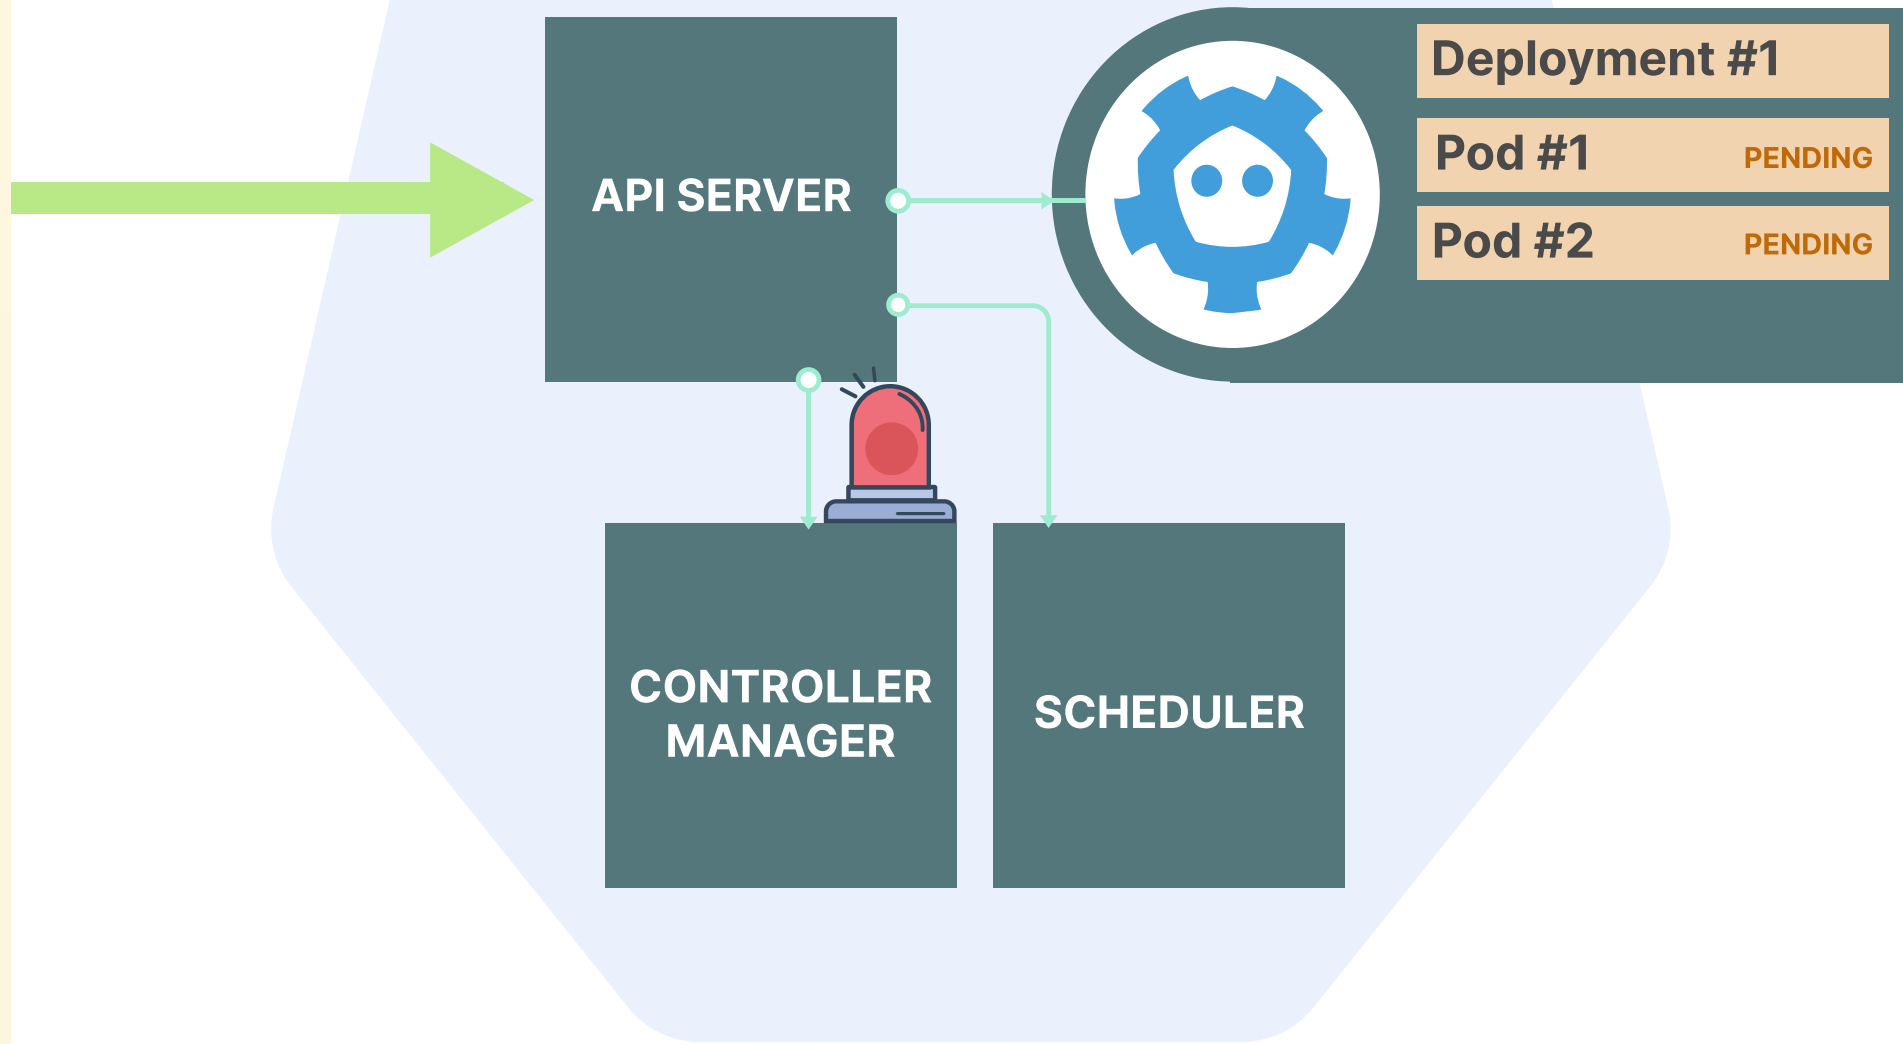 API SERVER
Deployment #1
Pod #1 PENDING
Pod #2 PENDING
CONTROLLER
MANAGER
SCHEDULER